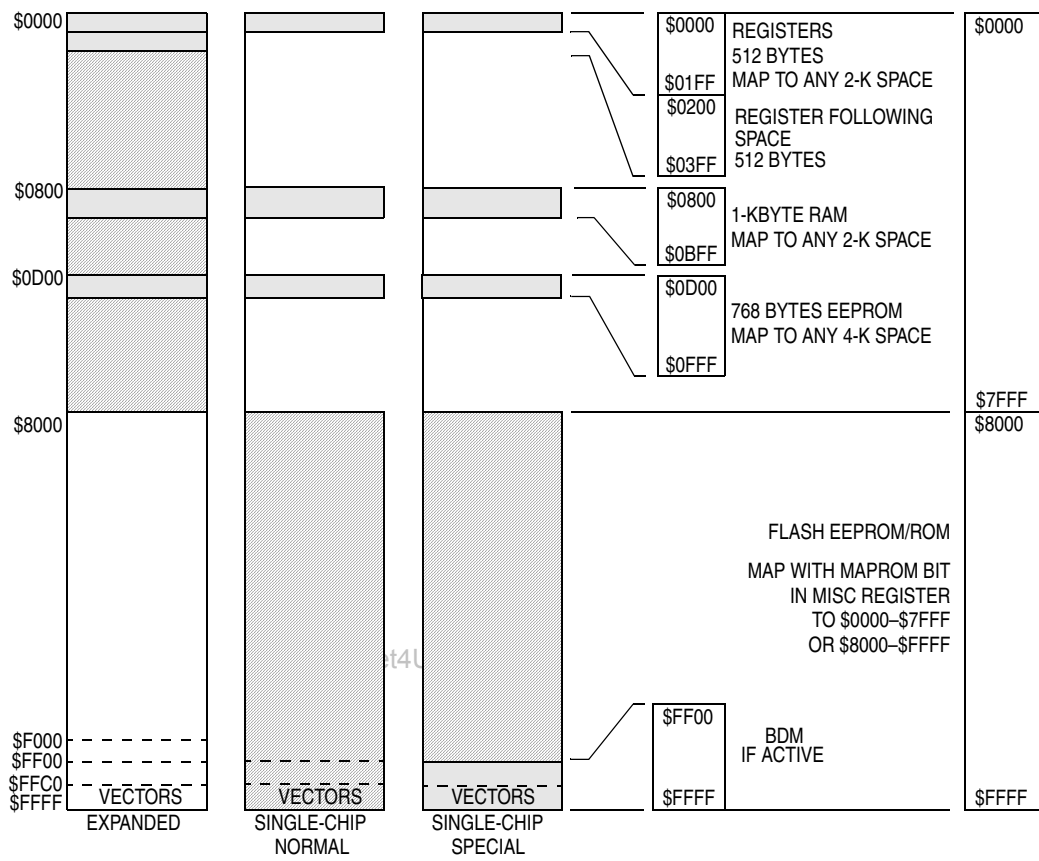 $0000
$0800
$0D00
$8000
$F000
$FF00
$FFC0
$FFFF
VECTORS
EXPANDED
VECTORS
SINGLE-CHIP
NORMAL
VECTORS
SINGLE-CHIP
SPECIAL
$0000
$01FF
REGISTERS
512 BYTES
MAP TO ANY 2-K SPACE
$0200
$03FF
REGISTER FOLLOWING
SPACE
512 BYTES
$0800
$0BFF
1-KBYTE RAM
MAP TO ANY 2-K SPACE
$0D00
$0FFF
768 BYTES EEPROM
MAP TO ANY 4-K SPACE
FLASH EEPROM/ROM
MAP WITH MAPROM BIT
IN MISC REGISTER
TO $0000–$7FFF
OR $8000–$FFFF
$FF00
$FFFF
BDM
IF ACTIVE
$0000
$7FFF
$8000
$FFFF